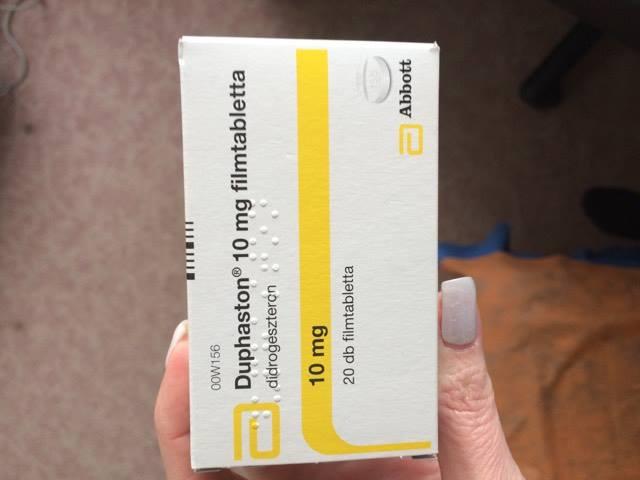 00W156
Duphaston® 10 mg filmtabletta
didrogeszteron
10 mg
20 db filmtabletta
Abbott